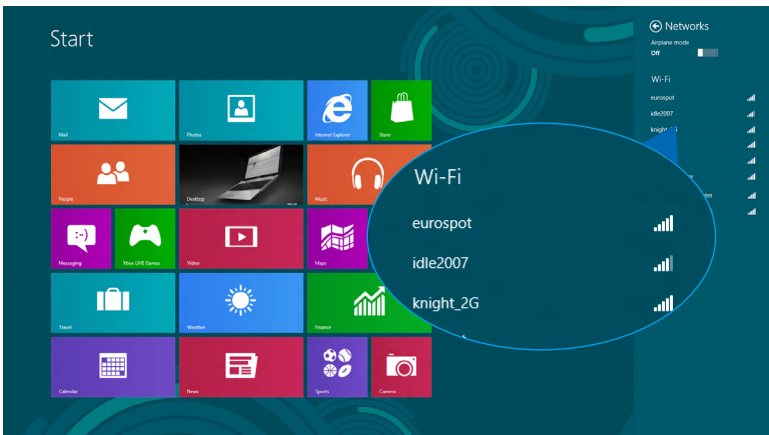 Start
Networks
Airplane mode
Off
Wi-Fi
eurospot
idle2007
knight_2G
Mail
Photos
Internet Explorer
Store
People
Desktop
Music
Messaging
Xbox LIVE Games
Video
Maps
Travel
Weather
Finance
Calendar
News
Sports
Camera
Wi-Fi
eurospot
idle2007
knight_2G